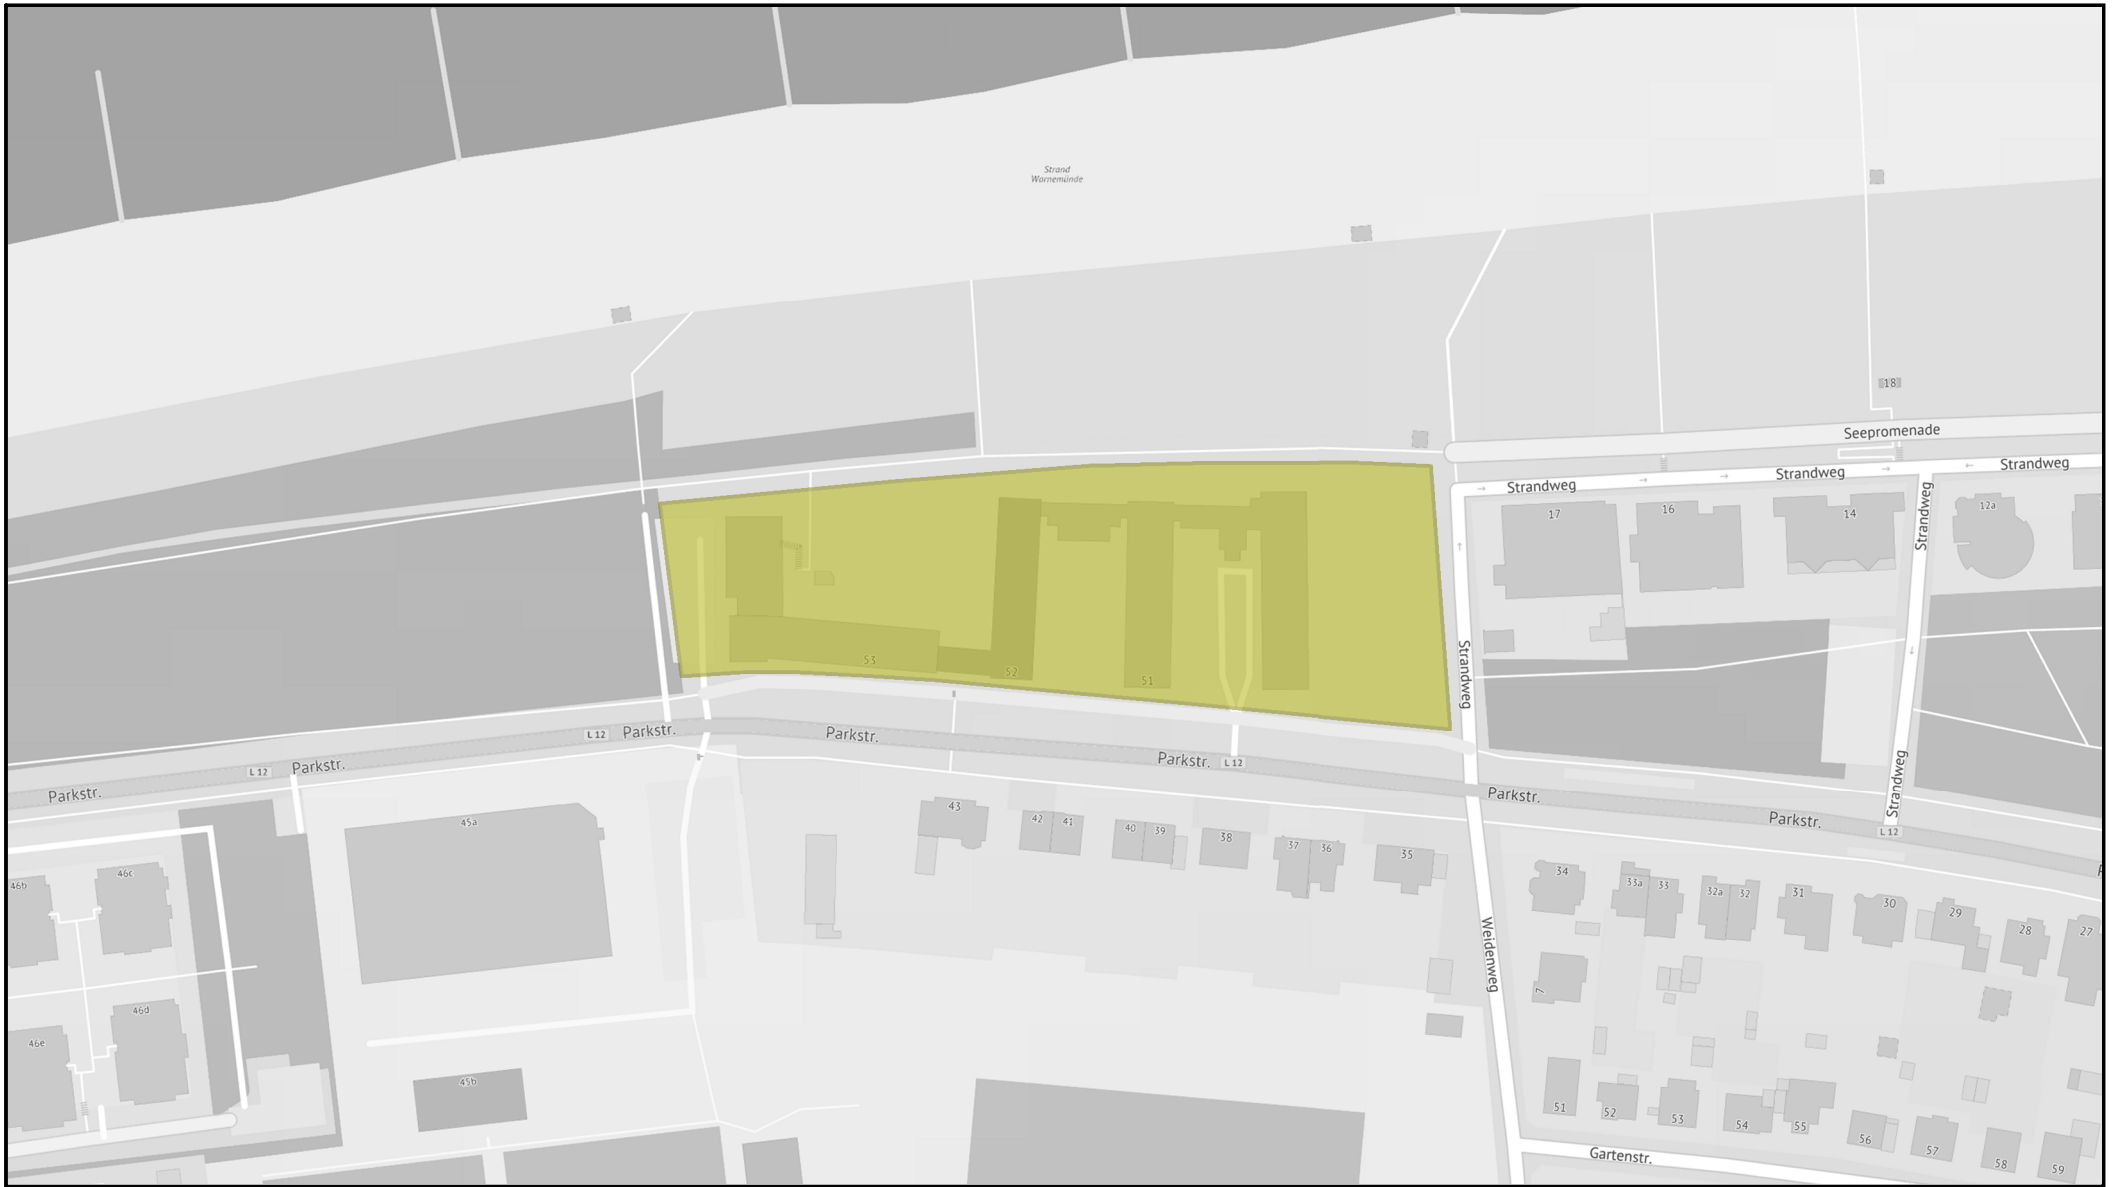 Strand
Warnemünde
18
Seepromenade
Strandweg
Strandweg
Strandweg
17
16
14
12a
Strandweg
53
52
51
Strandweg
L 12
Parkstr.
Parkstr.
Parkstr.
L 12
L 12
Parkstr.
Parkstr.
Parkstr.
Parkstr.
L 12
Strandweg
45a
43
42
41
40
39
38
37
36
35
34
33a
33
32a
32
31
30
29
28
27
46b
46c
46d
46e
45b
Weidenweg
7
51
52
53
54
55
56
57
58
59
Gartenstr.